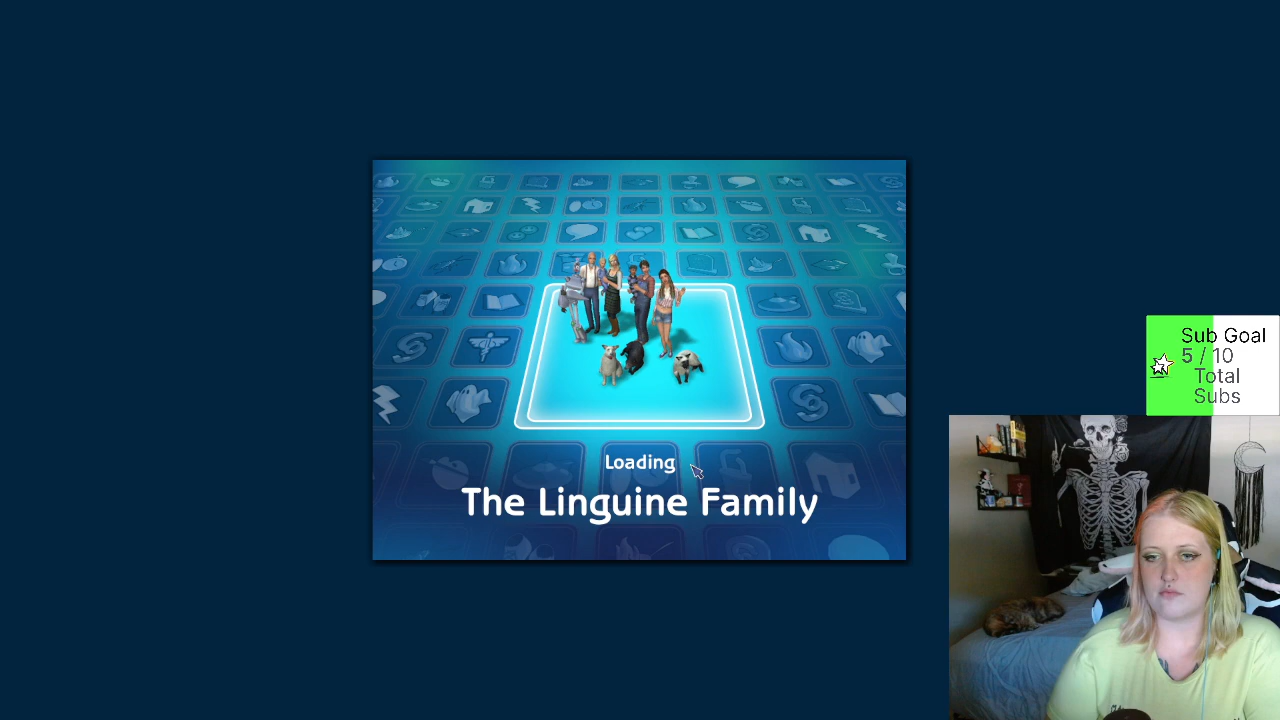 Loading
The Linguine Family
Sub Goal
5 / 10
Total
Subs